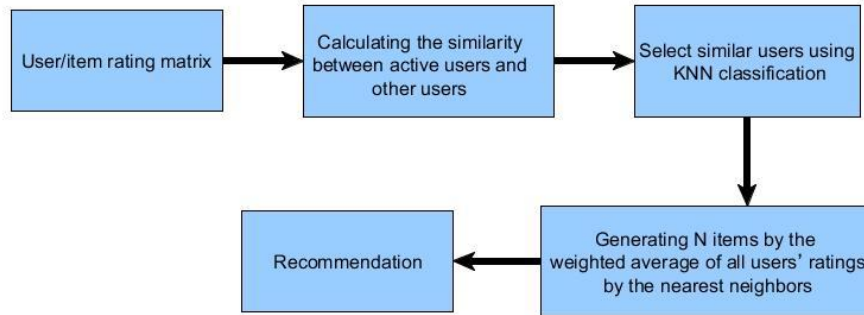 User/item rating matrix
Calculating the similarity
between active users and
other users
Select similar users using
KNN classification
Generating N items by the
weighted average of all users’ ratings
by the nearest neighbors
Recommendation